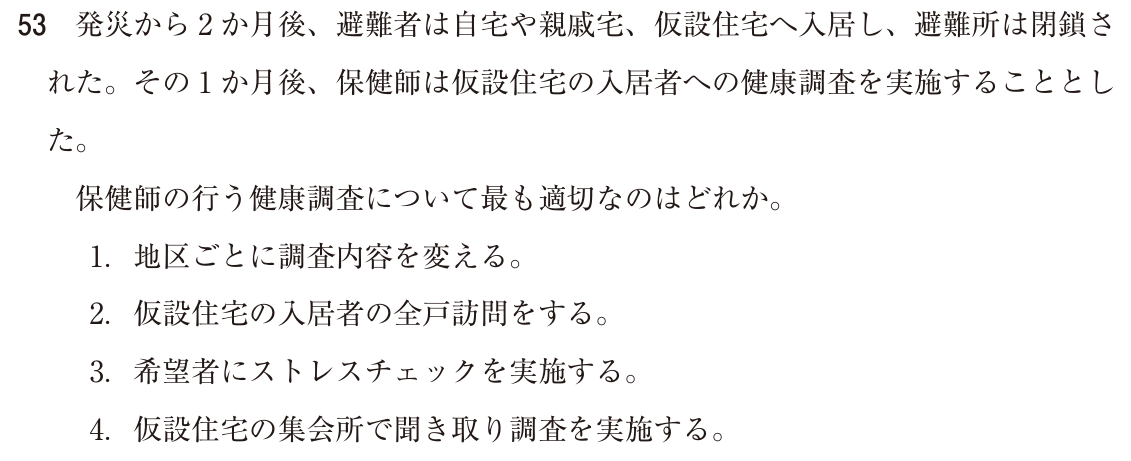 53 発災から２か月後、避難者は自宅や親戚宅、仮設住宅へ入居し、避難所は閉鎖さ
れた。その１か月後、保健師は仮設住宅の入居者への健康調査を実施することとし
た。
保健師の行う健康調査について最も適切なのはどれか。
1. 地区ごとに調査内容を変える。
2. 仮設住宅の入居者の全戸訪問をする。
3. 希望者にストレスチェックを実施する。
4. 仮設住宅の集会所で聞き取り調査を実施する。